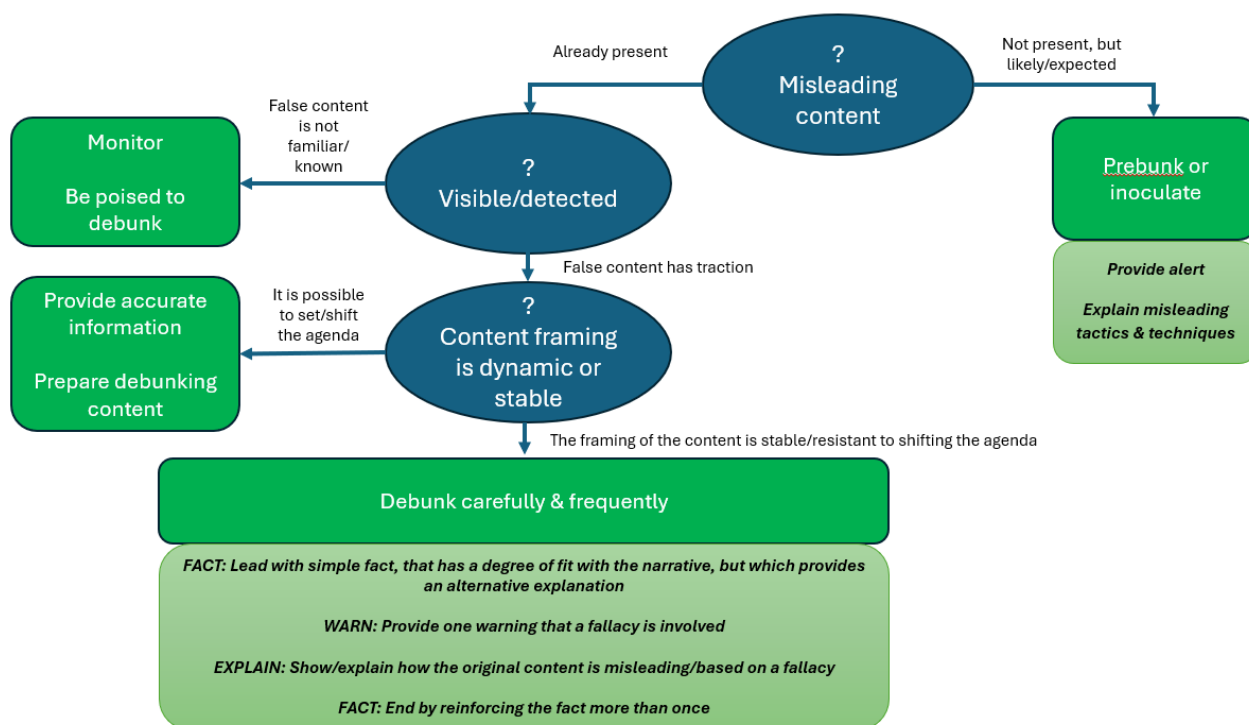 ?
Misleading
content
Already present
Not present, but
likely/expected
?
Visible/detected
False content
is not
familiar/
known
Monitor
Be poised to
debunk
Prebunk or
inoculate
Provide alert
Explain misleading
tactics & techniques
False content has traction
?
Content framing
is dynamic or
stable
It is possible
to set/shift
the agenda
Provide accurate
information
Prepare debunking
content
The framing of the content is stable/resistant to shifting the agenda
Debunk carefully & frequently
FACT: Lead with simple fact, that has a degree of fit with the narrative, but which provides
an alternative explanation
WARN: Provide one warning that a fallacy is involved
EXPLAIN: Show/explain how the original content is misleading/based on a fallacy
FACT: End by reinforcing the fact more than once